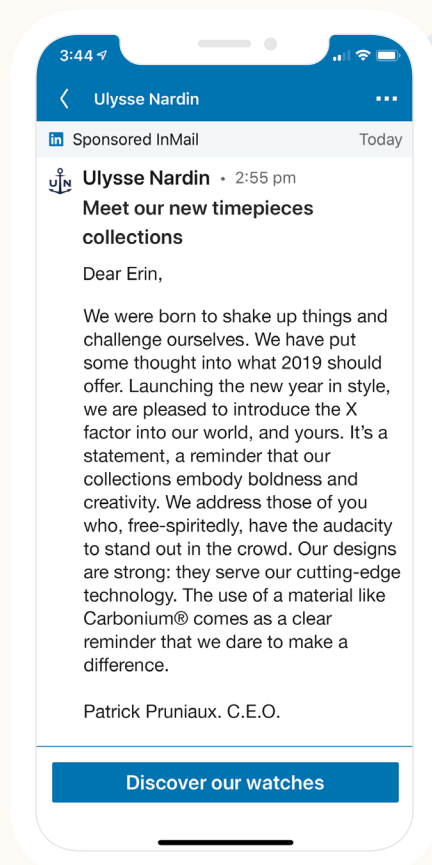 3:44
Ulysse Nardin
in Sponsored InMail Today
UN Ulysse Nardin • 2:55 pm
Meet our new timepieces
collections
Dear Erin,
We were born to shake up things and
challenge ourselves. We have put
some thought into what 2019 should
offer. Launching the new year in style,
we are pleased to introduce the X
factor into our world, and yours. It’s a
statement, a reminder that our
collections embody boldness and
creativity. We address those of you
who, free-spiritedly, have the audacity
to stand out in the crowd. Our designs
are strong: they serve our cutting-edge
technology. The use of a material like
Carbonium® comes as a clear
reminder that we dare to make a
difference.
Patrick Pruniaux. C.E.O.
Discover our watches